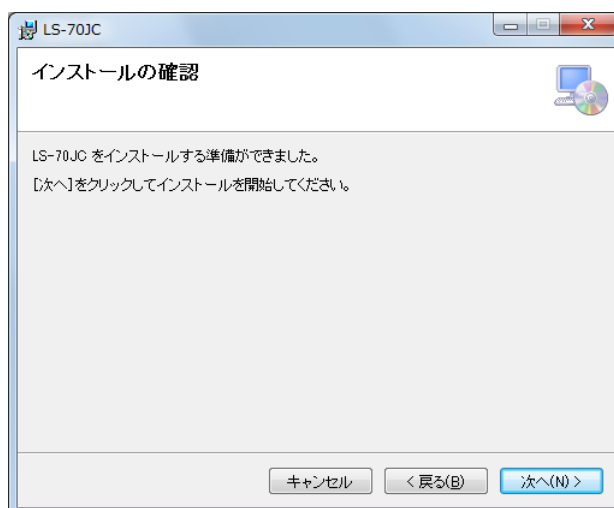 LS-70JC
インストールの確認
LS-70JC をインストールする準備ができました。
[次へ]をクリックしてインストールを開始してください。
キャンセル
< 戻る(B)
次へ(N) >